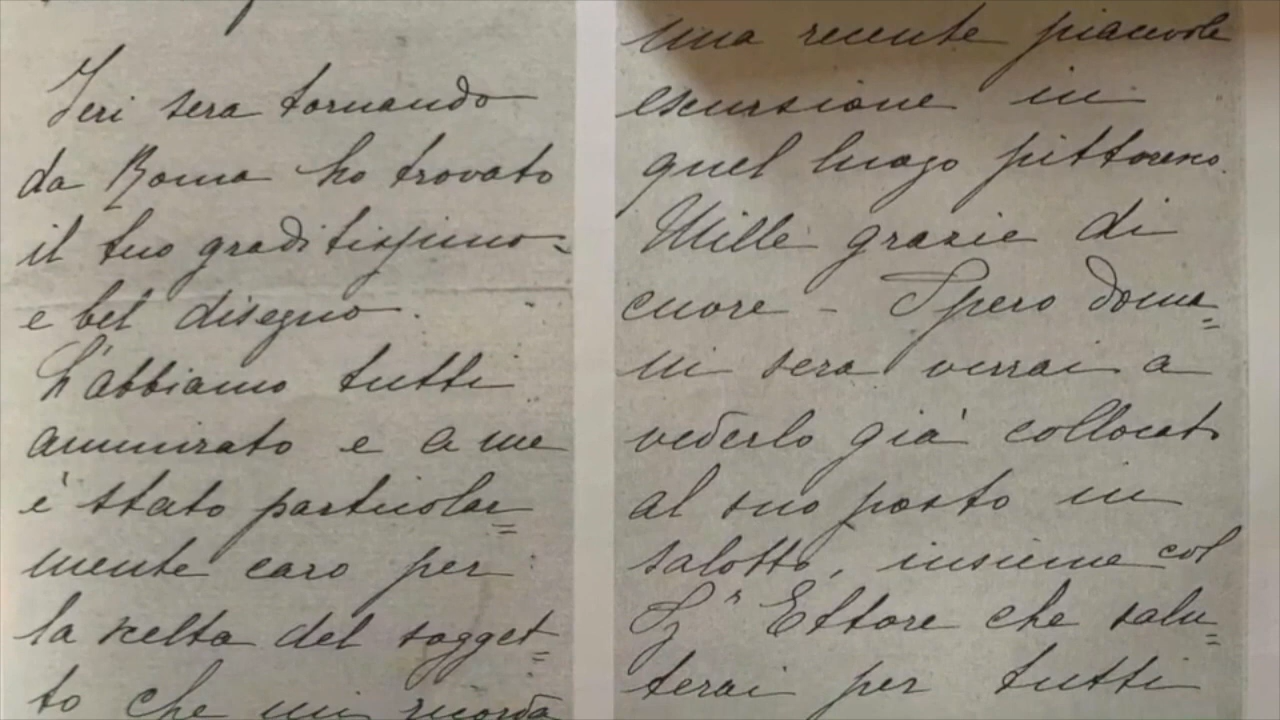 Ieri sera tornando
da Roma ho trovato
il tuo graditissimo
e bel disegno.
L'abbiamo tutti
ammirato e a me
è stato particolar=
mente caro per
la scelta del sogget=
to che mi ricorda
una recente piacevole
escursione in
quel luogo pittoresco.
Mille grazie di
cuore - Spero doma=
ni sera verrai a
vederlo già collocato
al suo posto in
salotto, insieme col
Sr Ettore che salu=
terai per tutti